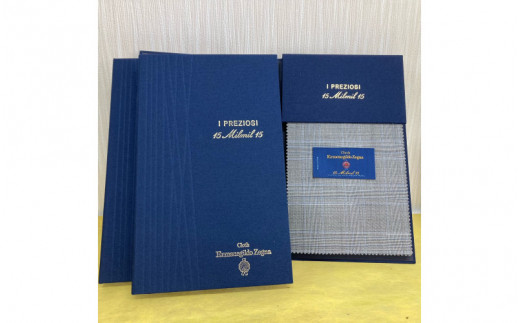 I PREZIOSI
15 Milmil 15
Cloth
Ermenegildo Zegna
I PREZIOSI
15 Milmil 15
Cloth
Ermenegildo Zegna
15 Milmil 15